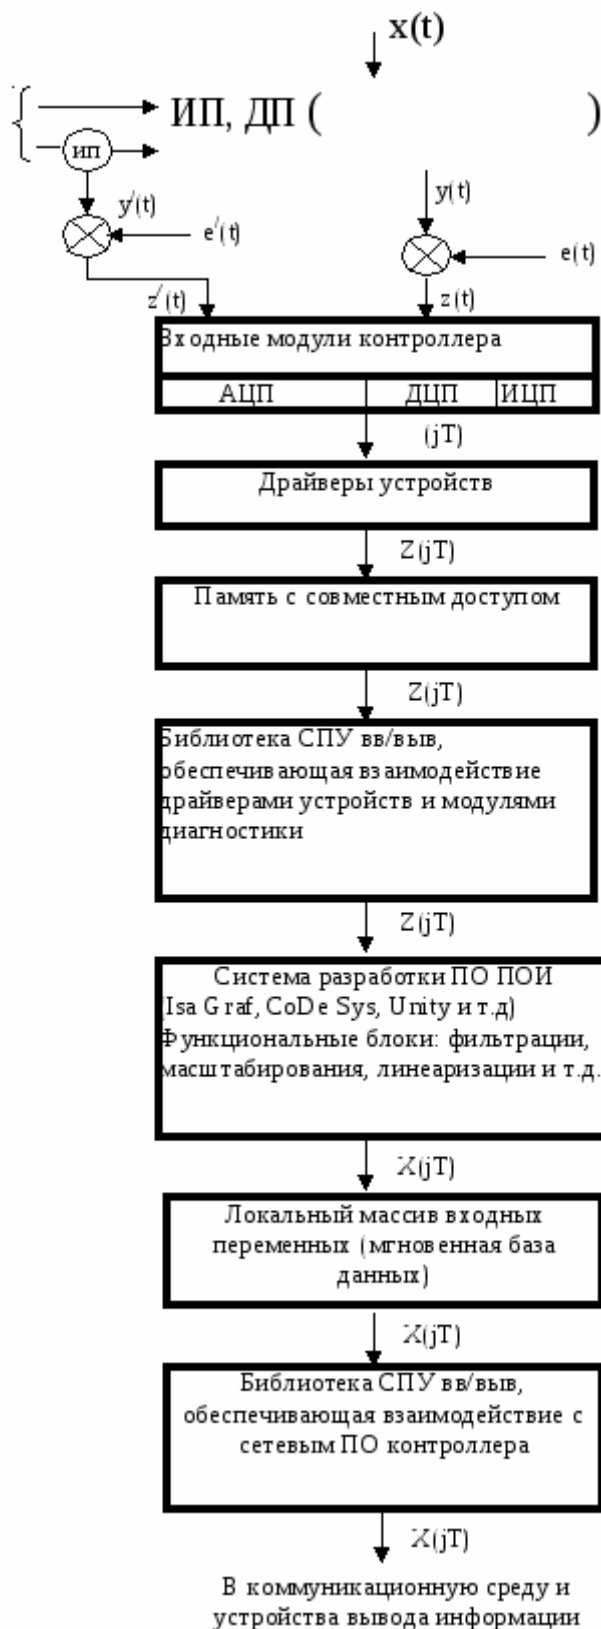 x(t)
ИП, ДП ( )
ИП
y'(t)
y(t)
e'(t)
e(t)
z'(t)
z(t)
Входные модули контроллера
АЦП ДЦП ИЦП
(jT)
Драйверы устройств
Z(jT)
Память с совместным доступом
Z(jT)
Библиотека СПУ вв/выв,
обеспечивающая взаимодействие
драйверами устройств и модулями
диагностики
Z(jT)
Система разработки ПО ПОИ
(Isa Graf, CoDe Sys, Unity и т.д)
Функциональные блоки: фильтрации,
масштабирования, линеаризации и т.д.
X(jT)
Локальный массив входных
переменных (мгновенная база
данных)
X(jT)
Библиотека СПУ вв/выв,
обеспечивающая взаимодействие с
сетевым ПО контроллера
X(jT)
В коммуникационную среду и
устройства вывода информации